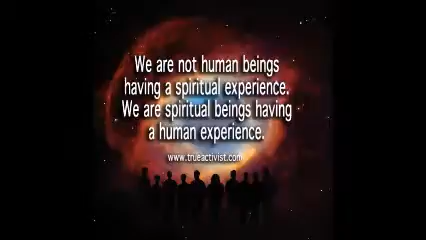 We are not human beings
having a spiritual experience.
We are spiritual beings having
a human experience.
www.trueactivist.com